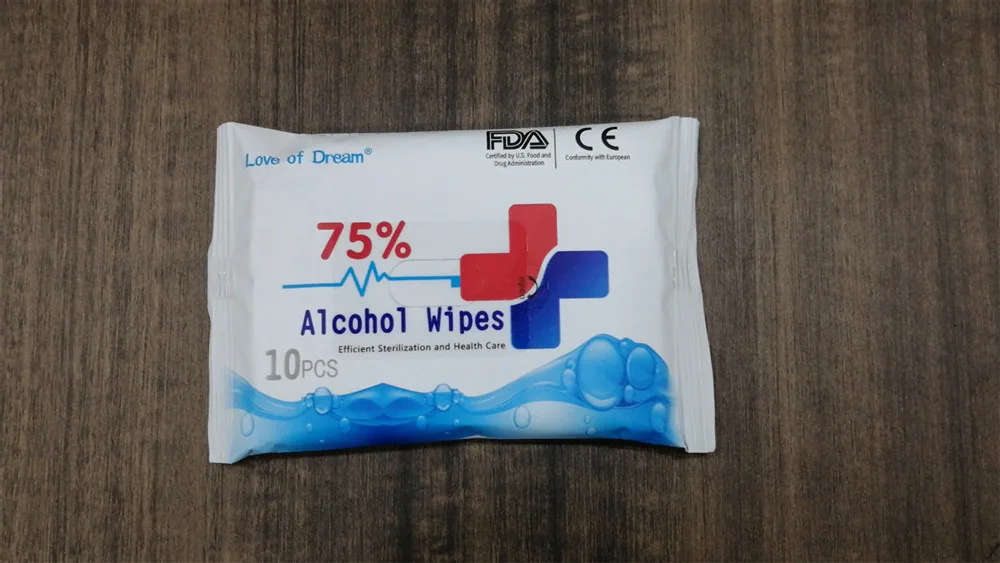 Love of Dream®
FDA
Certified by U.S. Food and
Drug Administration
CE
Conformity with European
75%
open
Alcohol Wipes
Efficient Sterilization and Health Care
10PCS